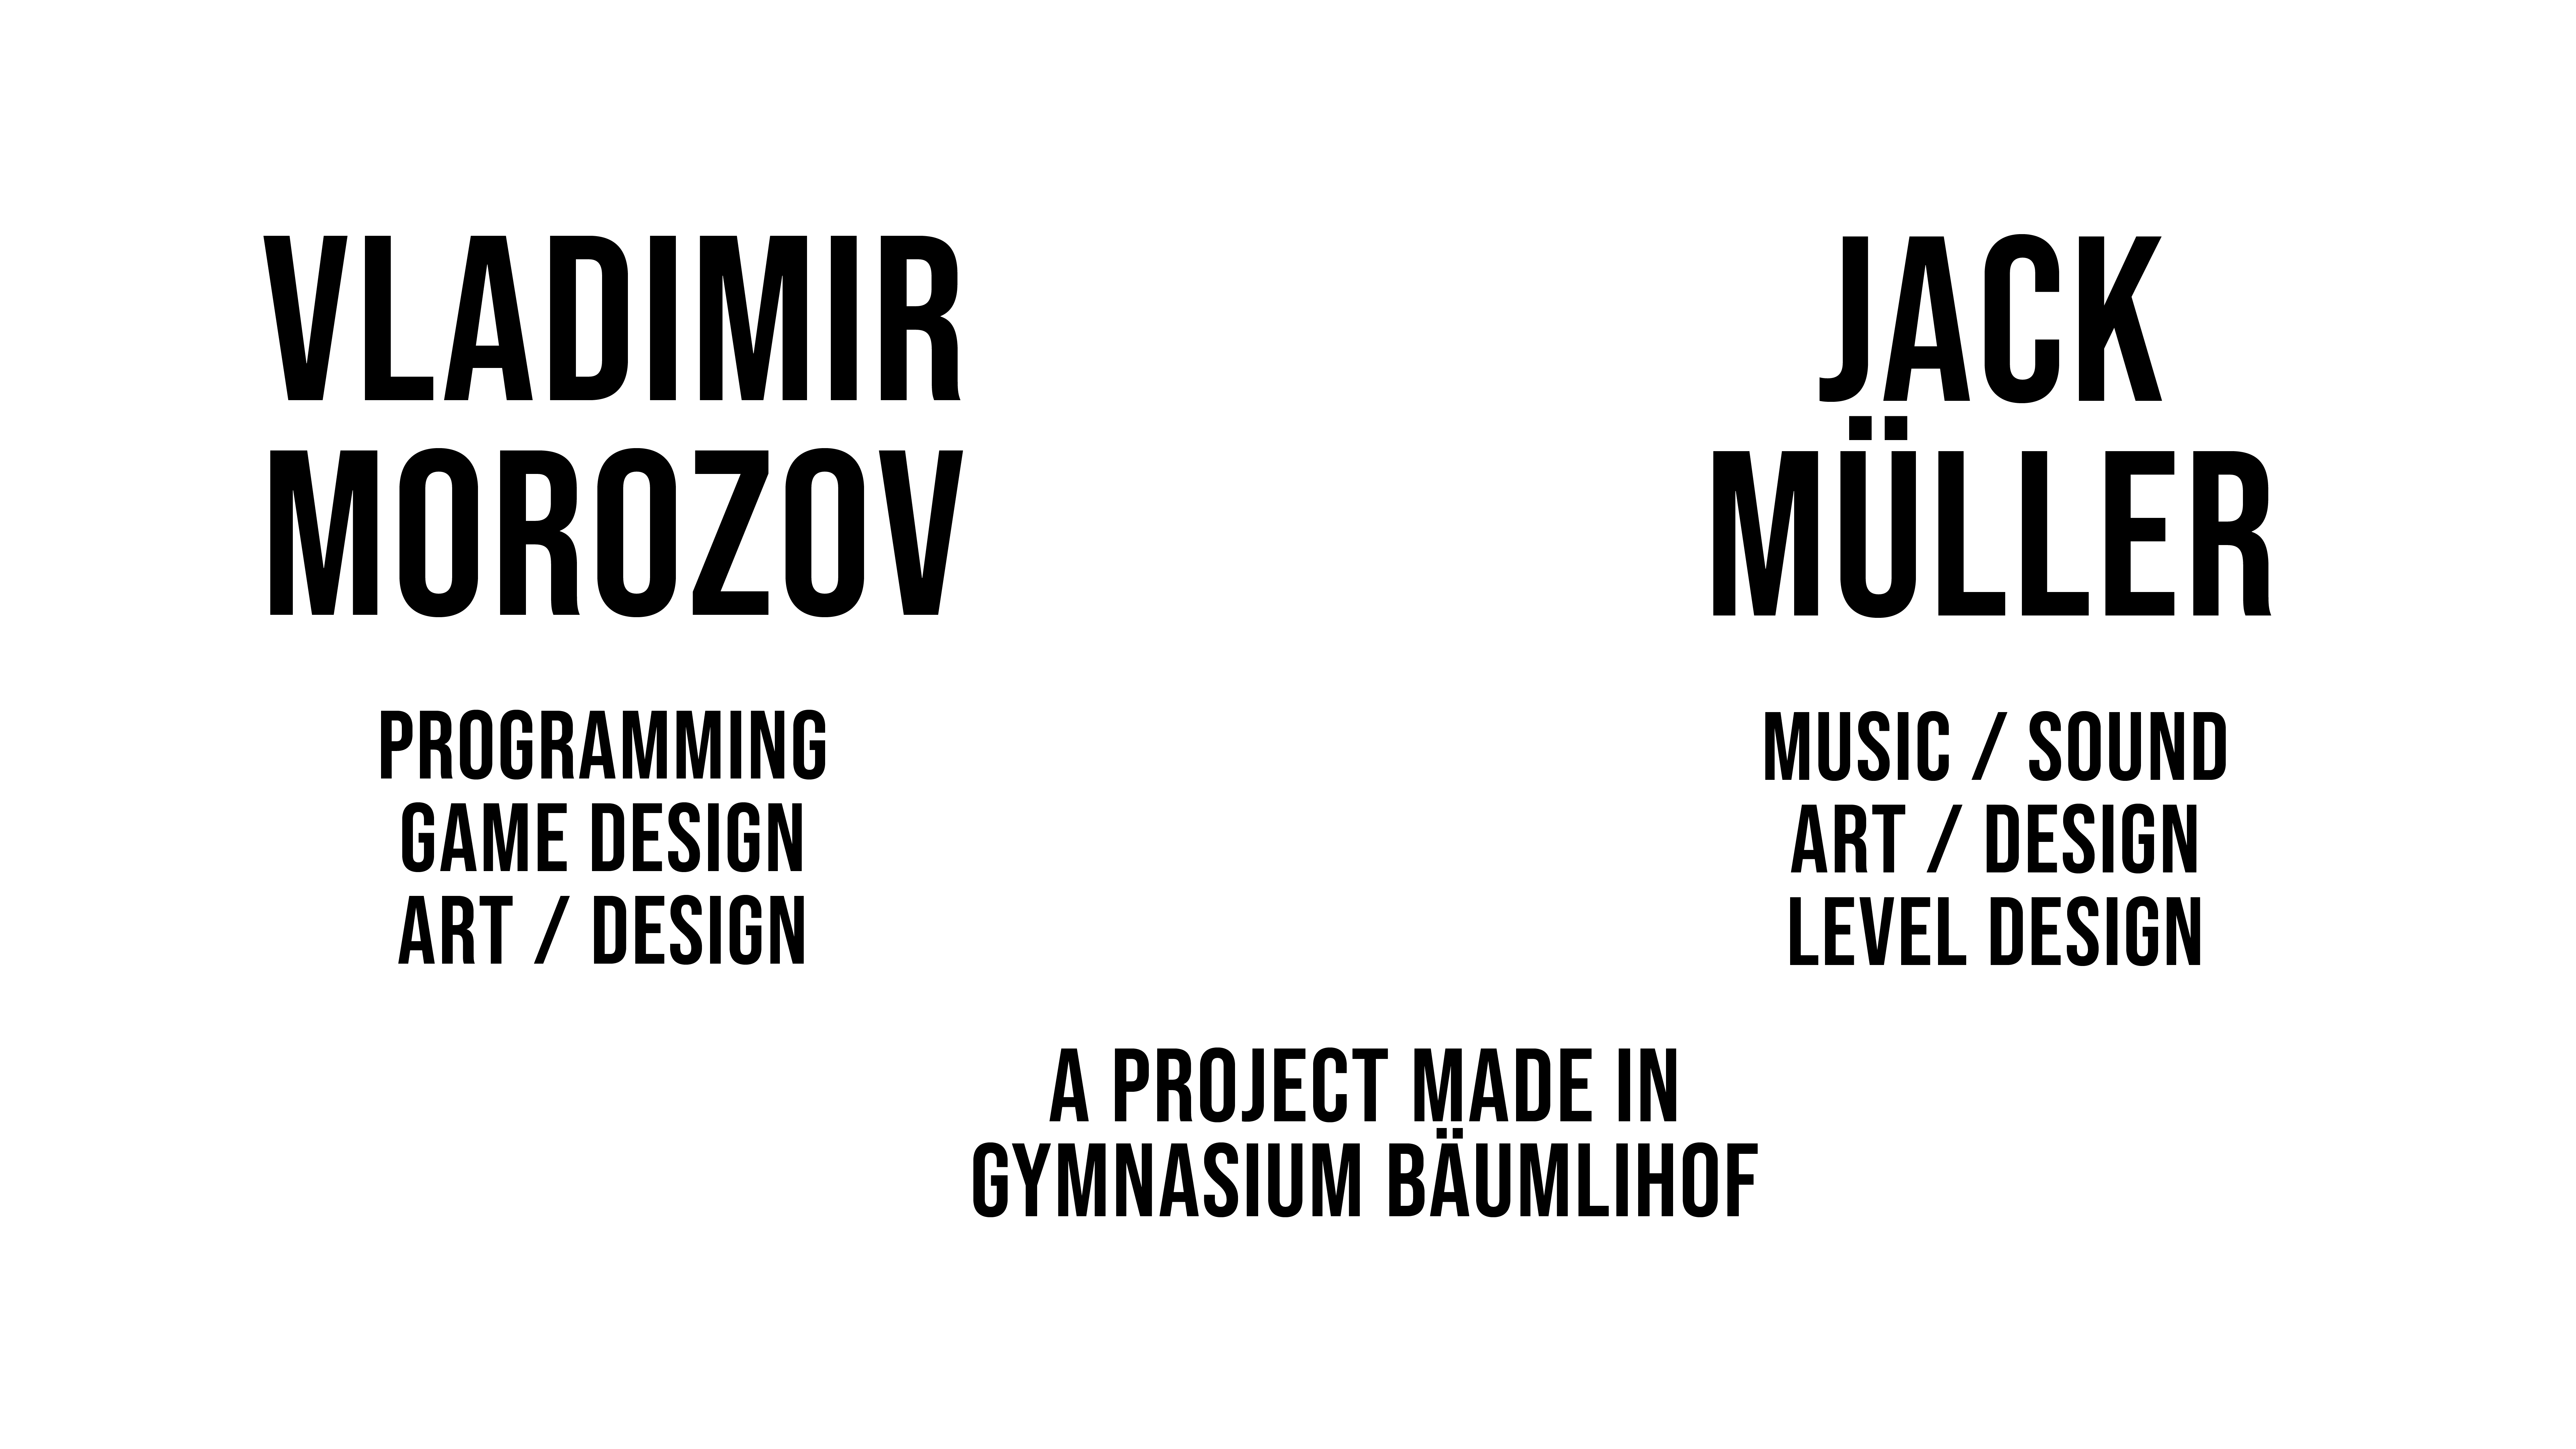 VLADIMIR
MOROZOV
PROGRAMMING
GAME DESIGN
ART / DESIGN
JACK
MÜLLER
MUSIC / SOUND
ART / DESIGN
LEVEL DESIGN
A PROJECT MADE IN
GYMNASIUM BÄUMLIHOF